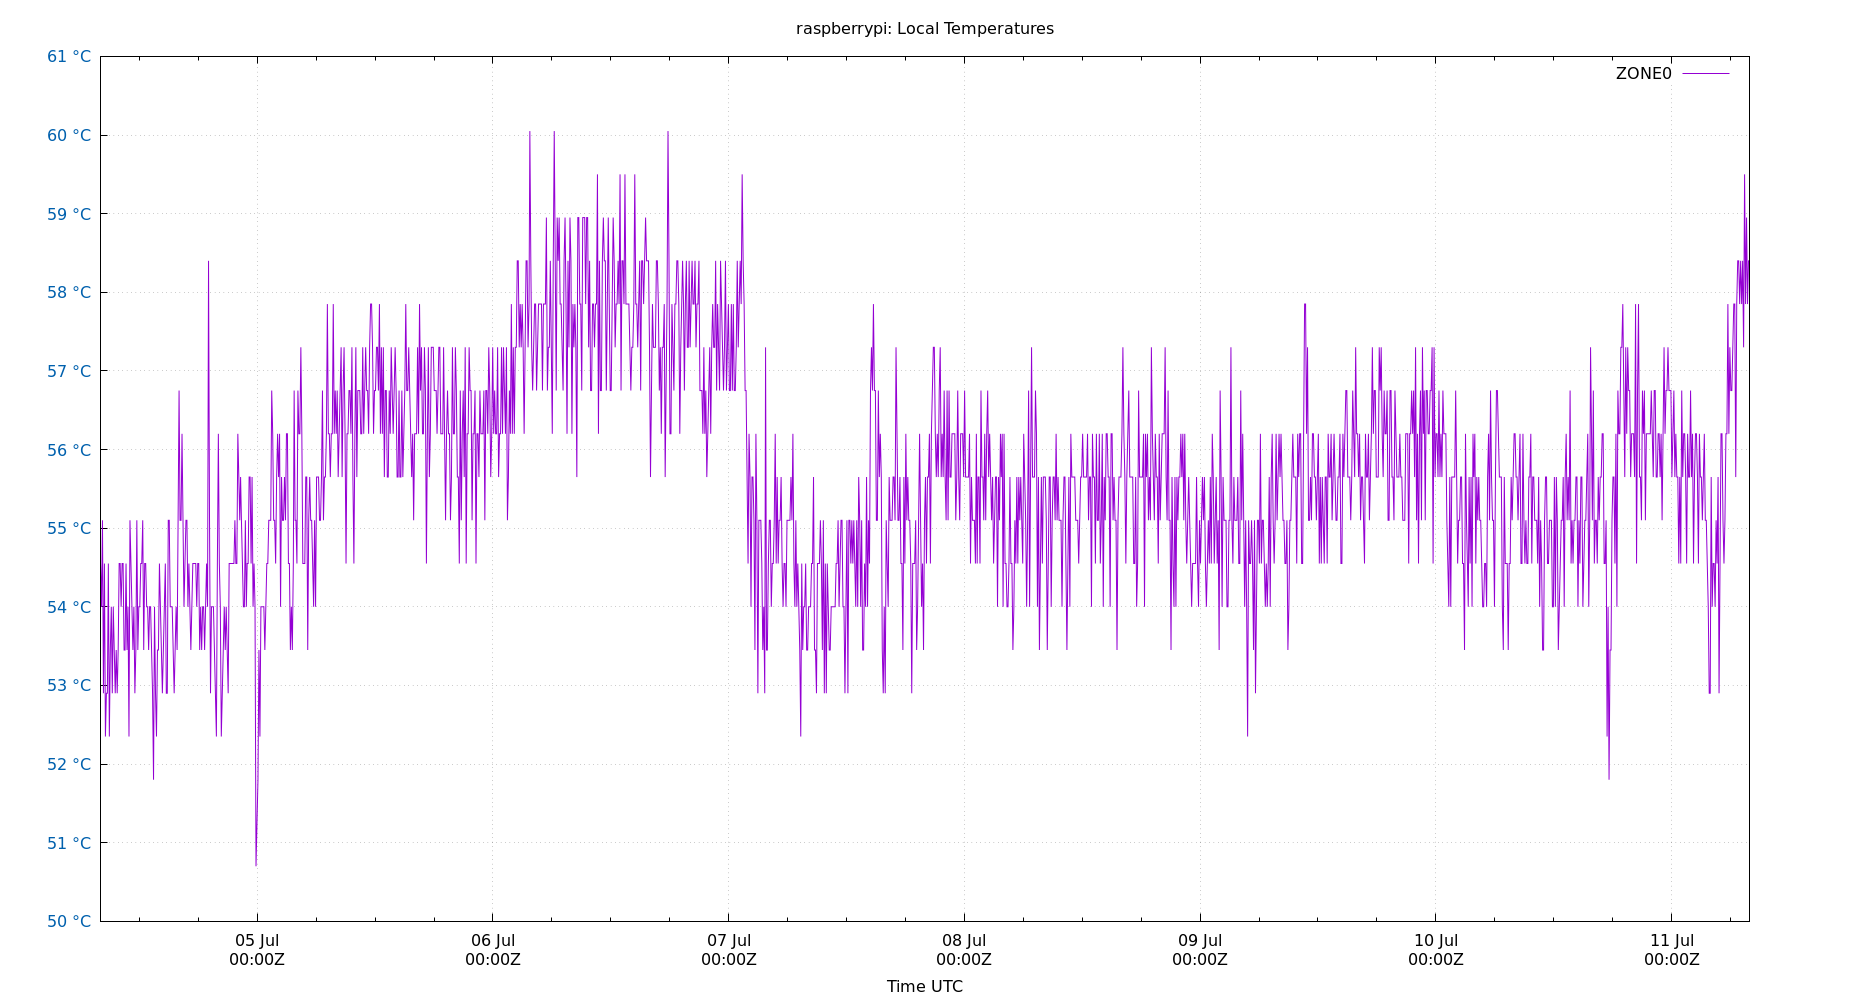 raspberrypi: Local Temperatures
61 °C
ZONE0
60 °C
59 °C
58 °C
57 °C
56 °C
55 °C
54 °C
53 °C
52 °C
51 °C
50 °C
05 Jul 06 Jul 07 Jul 08 Jul 09 Jul 10 Jul 11 Jul
00:00Z 00:00Z 00:00Z 00:00Z 00:00Z 00:00Z 00:00Z
Time UTC